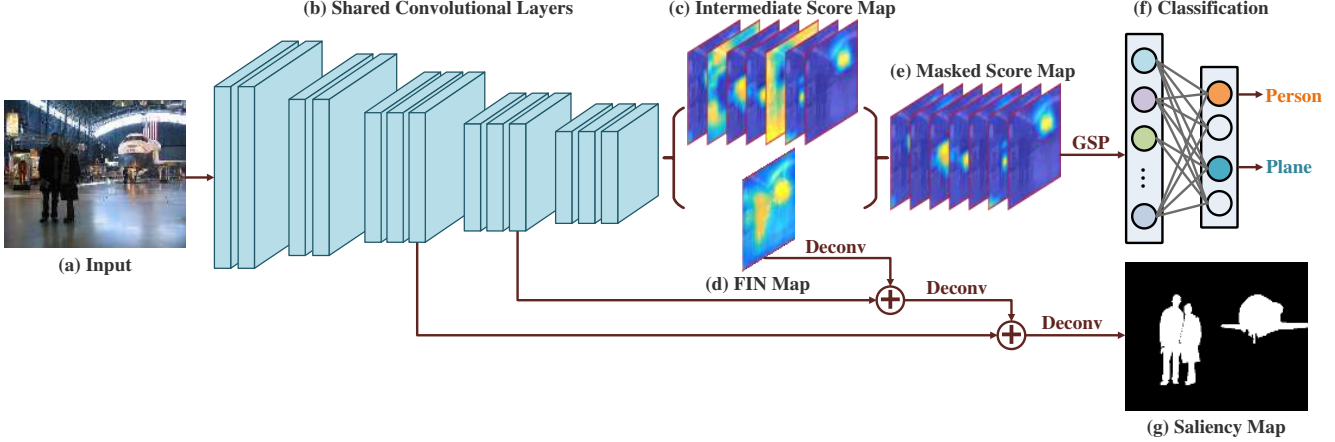 (b) Shared Convolutional Layers
(c) Intermediate Score Map
(f) Classification
(e) Masked Score Map
Person
GSP
Plane
(a) Input
Deconv
(d) FIN Map
Deconv
Deconv
(g) Saliency Map